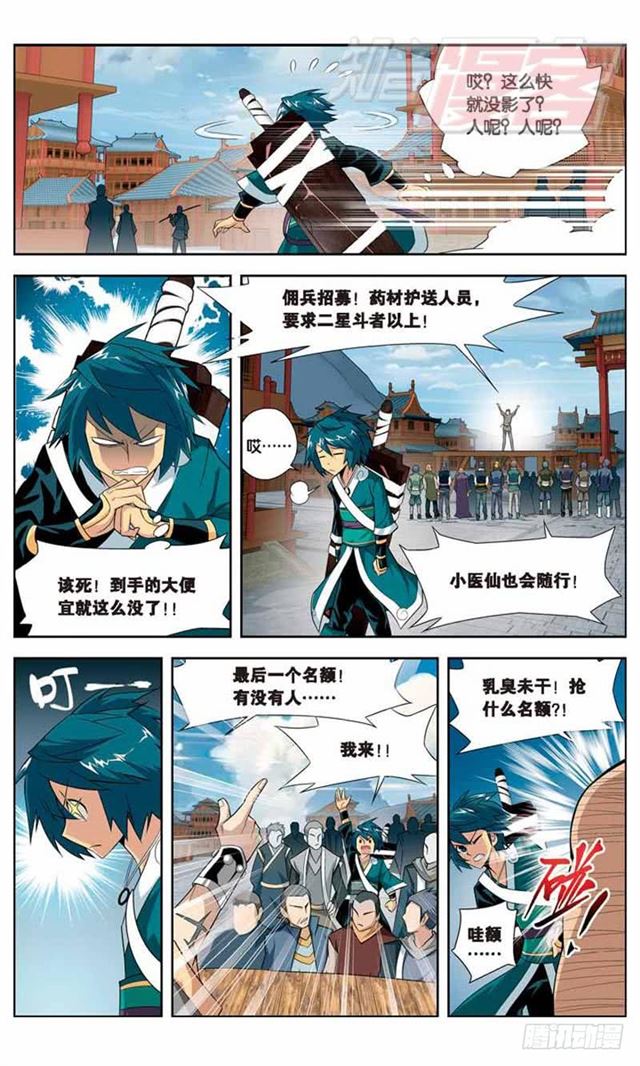 知音漫客
哎？这么快
就没影了？
人呢？人呢？
佣兵招募！药材护送人员，
要求二星斗者以上！
哎……
该死！到手的大便
宜就这么没了！！
小医仙也会随行！
叮—
最后一个名额！
有没有人……
我来！！
乳臭未干！抢
什么名额？！
碰！
哇额
……
腾讯动漫